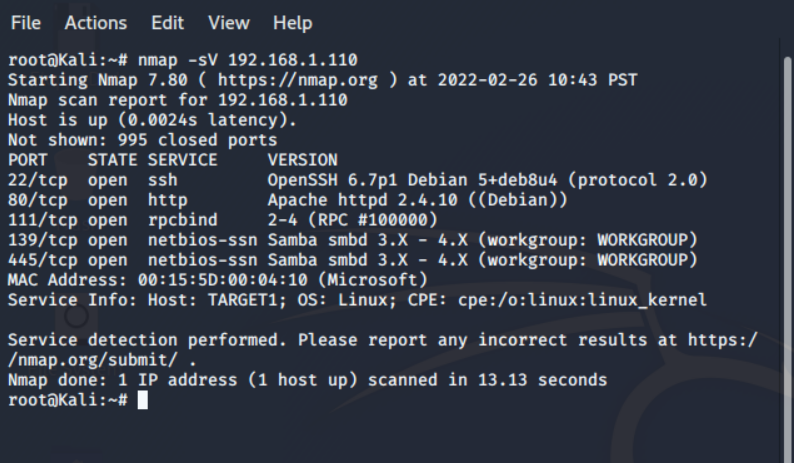 File Actions Edit View Help
root@Kali:~# nmap -sV 192.168.1.110
Starting Nmap 7.80 ( https://nmap.org ) at 2022-02-26 10:43 PST
Nmap scan report for 192.168.1.110
Host is up (0.0024s latency).
Not shown: 995 closed ports
PORT    STATE SERVICE     VERSION
22/tcp  open  ssh         OpenSSH 6.7p1 Debian 5+deb8u4 (protocol 2.0)
80/tcp  open  http        Apache httpd 2.4.10 ((Debian))
111/tcp open  rpcbind     2-4 (RPC #100000)
139/tcp open  netbios-ssn Samba smbd 3.X - 4.X (workgroup: WORKGROUP)
445/tcp open  netbios-ssn Samba smbd 3.X - 4.X (workgroup: WORKGROUP)
MAC Address: 00:15:5D:00:04:10 (Microsoft)
Service Info: Host: TARGET1; OS: Linux; CPE: cpe:/o:linux:linux_kernel

Service detection performed. Please report any incorrect results at https:/
/nmap.org/submit/ .
Nmap done: 1 IP address (1 host up) scanned in 13.13 seconds
root@Kali:~#